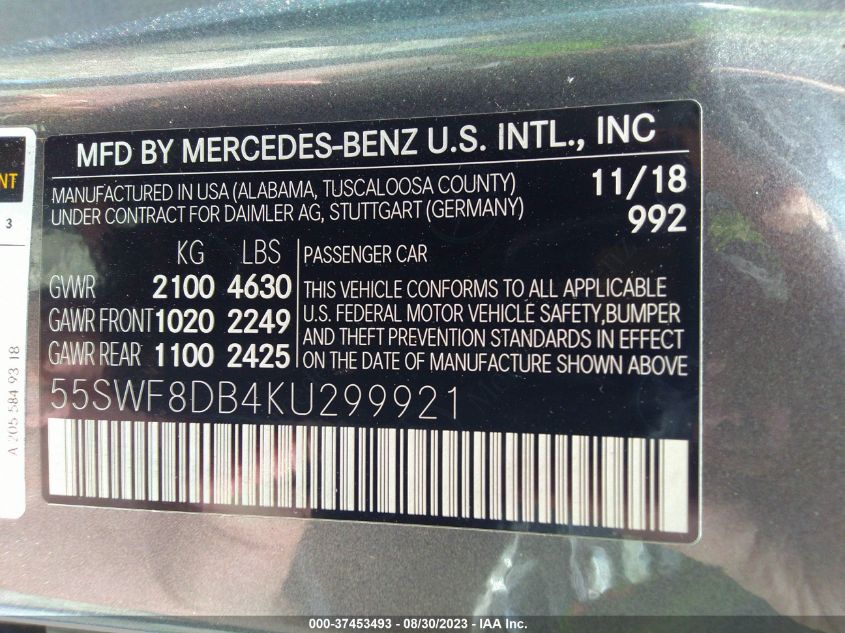 MFD BY MERCEDES-BENZ U.S. INTL., INC
MANUFACTURED IN USA (ALABAMA, TUSCALOOSA COUNTY) 11/18
UNDER CONTRACT FOR DAIMLER AG, STUTTGART (GERMANY) 992
KG LBS PASSENGER CAR
GVWR 2100 4630
GAWR FRONT 1020 2249
GAWR REAR 1100 2425
THIS VEHICLE CONFORMS TO ALL APPLICABLE
U.S. FEDERAL MOTOR VEHICLE SAFETY,BUMPER
AND THEFT PREVENTION STANDARDS IN EFFECT
ON THE DATE OF MANUFACTURE SHOWN ABOVE
55SWF8DB4KU299921
NT
3
A 205 584 93 18
000-37453493 - 08/30/2023 - IAA Inc.